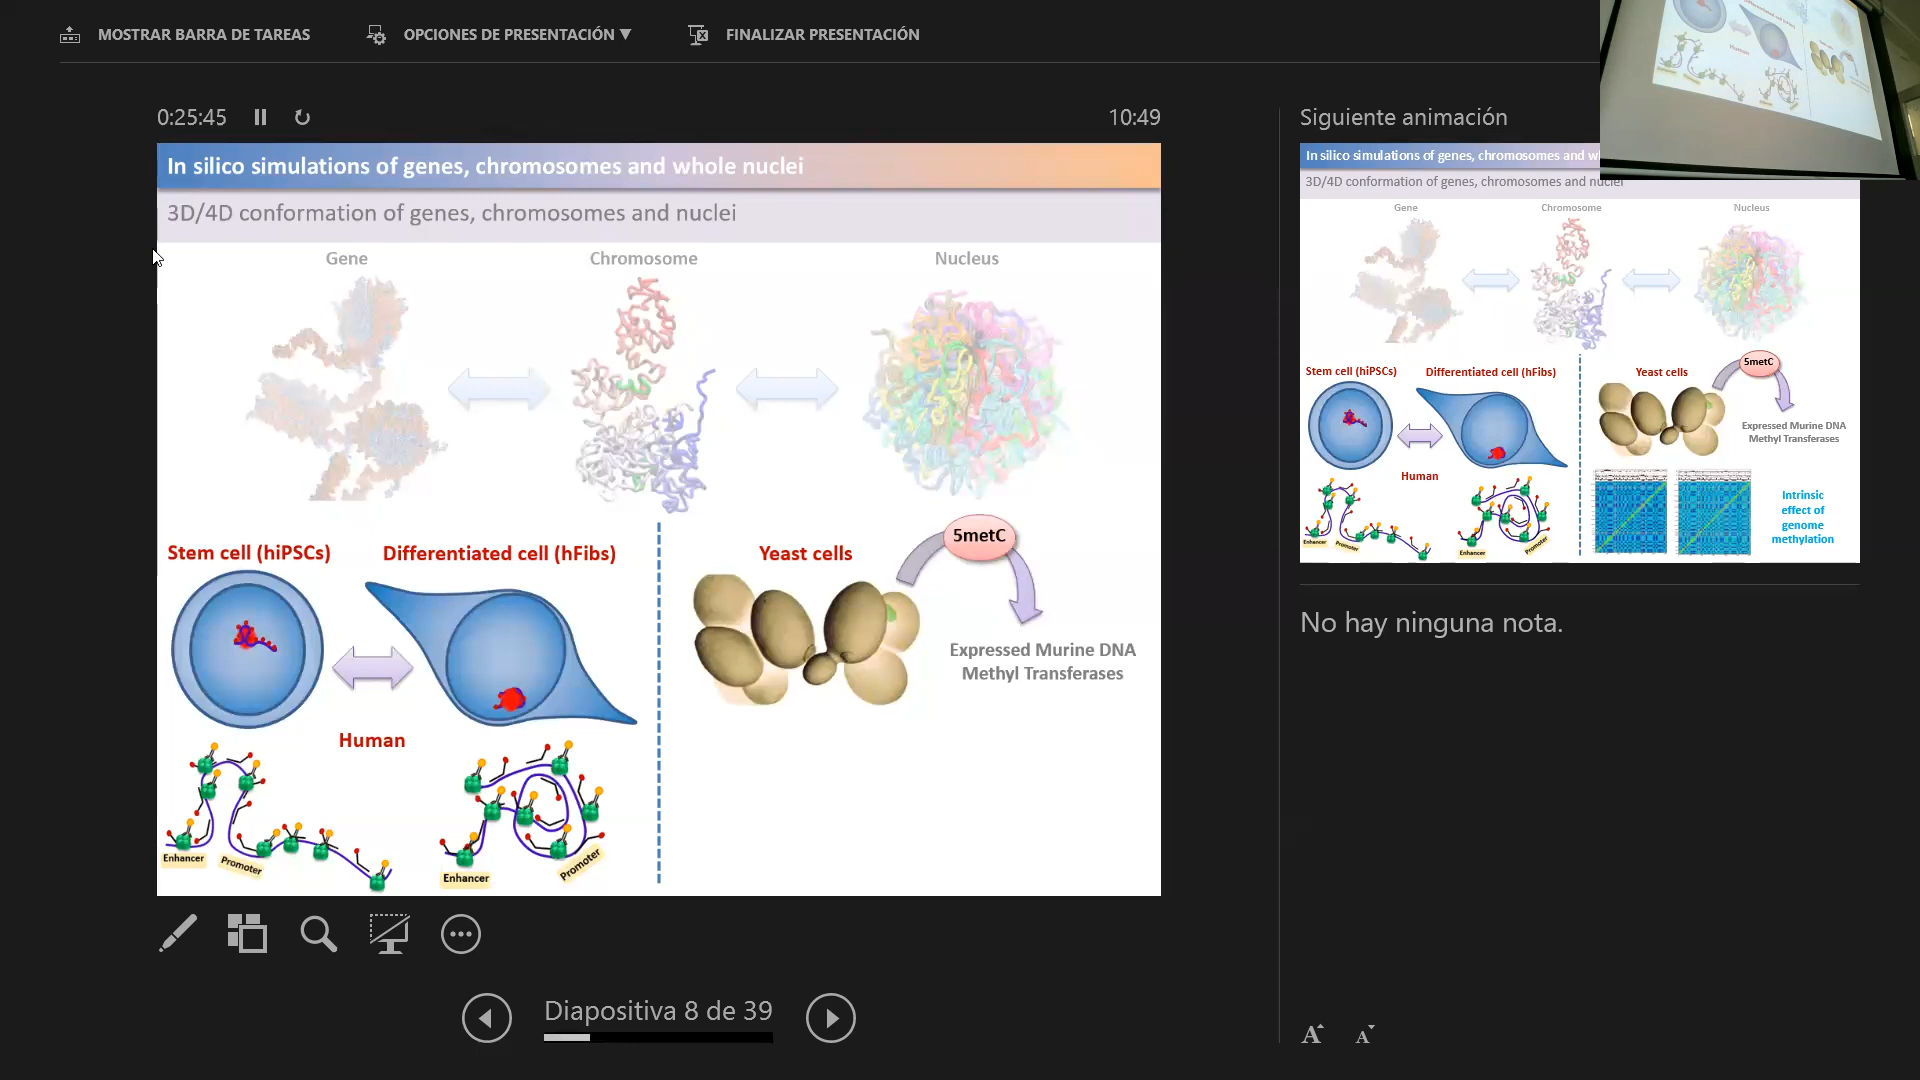 MOSTRAR BARRA DE TAREAS
OPCIONES DE PRESENTACIÓN ▼
FINALIZAR PRESENTACIÓN
0:25:45
10:49
In silico simulations of genes, chromosomes and whole nuclei
3D/4D conformation of genes, chromosomes and nuclei
Gene
Chromosome
Nucleus
Stem cell (hiPSCs)
Differentiated cell (hFibs)
Human
Enhancer
Promoter
Enhancer
Promoter
Yeast cells
5metC
Expressed Murine DNA
Methyl Transferases
Diapositiva 8 de 39
Siguiente animación
In silico simulations of genes, chromosomes and
3D/4D conformation of genes, chromosomes and nuclei
Gene
Chromosome
Nucleus
Stem cell (hiPSCs)
Differentiated cell (hFibs)
Human
Enhancer
Promoter
Enhancer
Promoter
Yeast cells
5metC
Expressed Murine DNA
Methyl Transferases
Intrinsic
effect of
genome
methylation
No hay ninguna nota.
A A